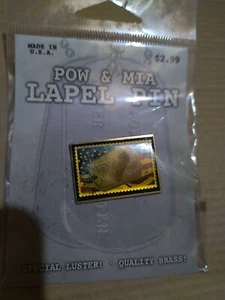 MADE IN
U.S.A.
$2.99
POW & MIA
LAPEL PIN
SPECIAL LUSTER! · QUALITY BRASS!